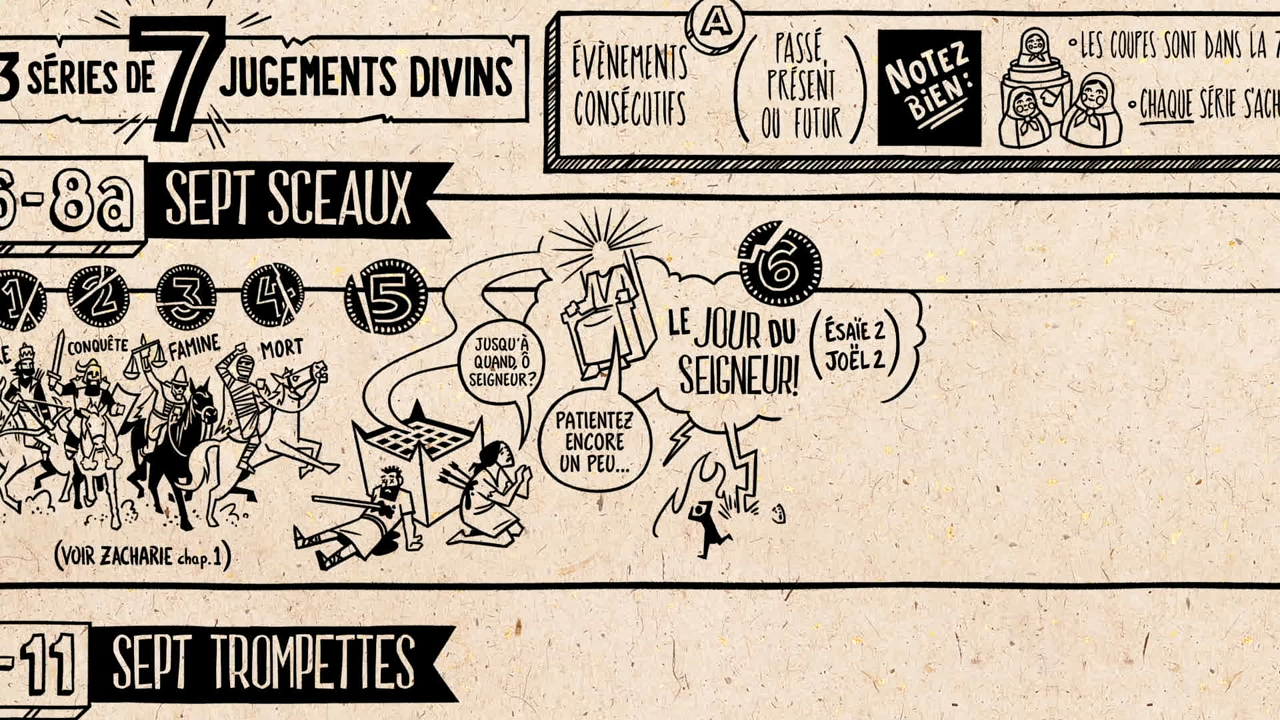 3 SÉRIES DE 7 JUGEMENTS DIVINS
A
ÉVÈNEMENTS
CONSÉCUTIFS
(PASSÉ,
PRÉSENT
OU FUTUR)
NOTEZ
BIEN:
•LES COUPES SONT DANS LA
•CHAQUE SÉRIE
6-8a
SEPT SCEAUX
1
2
3
4
5
6
CONQUÊTE
FAMINE
MORT
(VOIR ZACHARIE chap.1)
JUSQU'À
QUAND, Ô
SEIGNEUR?
PATIENTEZ
ENCORE
UN PEU...
LE JOUR DU
SEIGNEUR!
(ÉSAÏE 2
JOËL 2)
-11
SEPT TROMPETTES